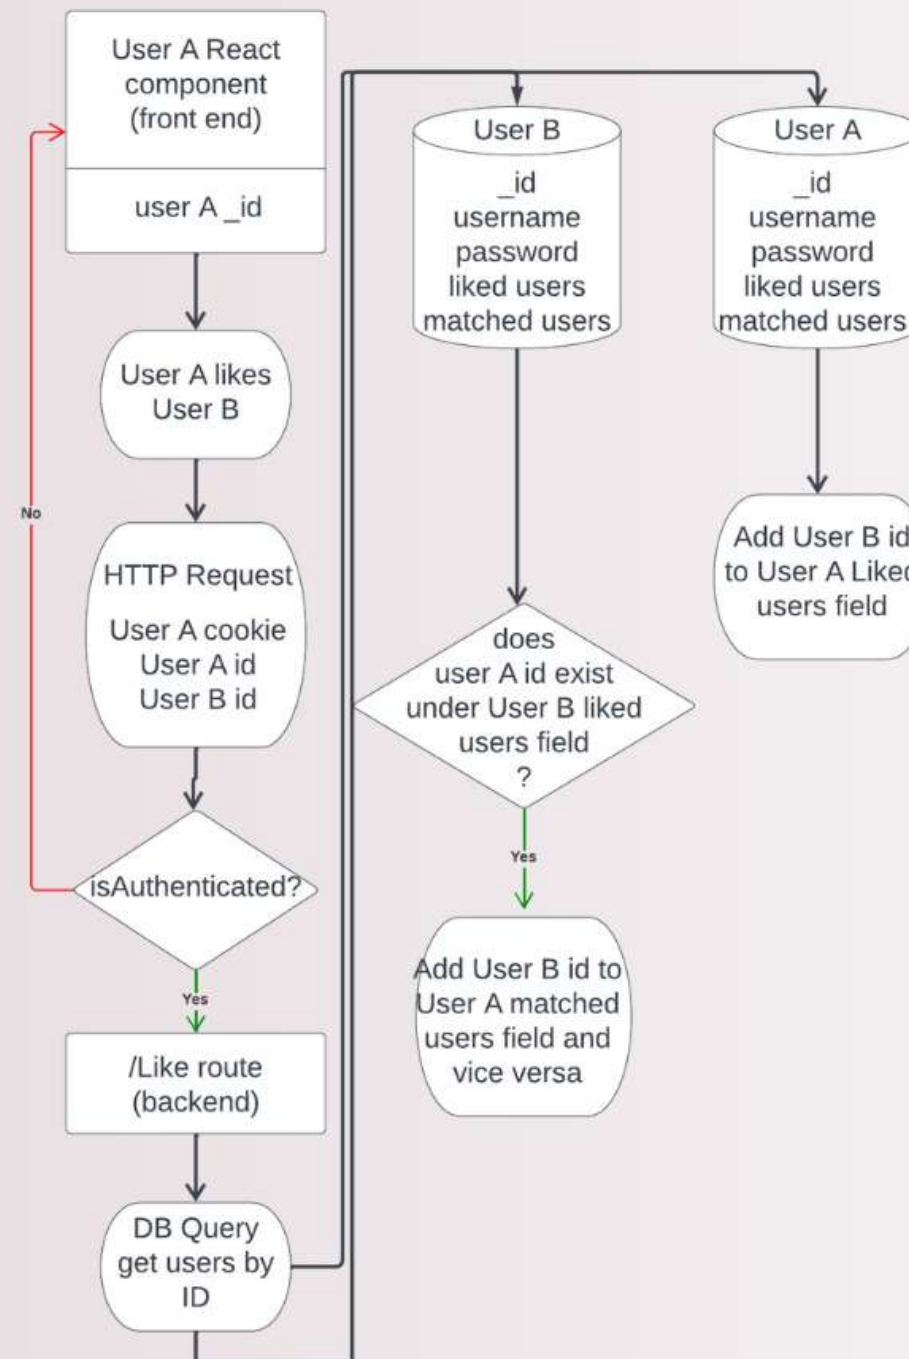 User A React
component
(front end)
user A _id
User A likes
User B
No
HTTP Request
User A cookie
User A id
User B id
isAuthenticated?
Yes
/Like route
(backend)
DB Query
get users by
ID
User B
_id
username
password
liked users
matched users
does
user A id exist
under User B liked
users field
?
Yes
Add User B id to
User A matched
users field and
vice versa
User A
_id
username
password
liked users
matched users
Add User B id
to User A Liked
users field